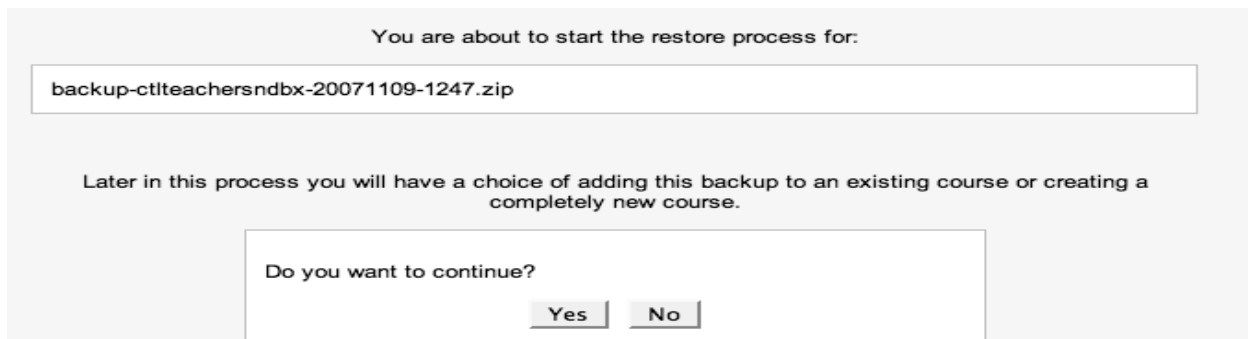 You are about to start the restore process for:
backup-ctlteachersndbx-20071109-1247.zip
Later in this process you will have a choice of adding this backup to an existing course or creating a
completely new course.
Do you want to continue?
Yes No